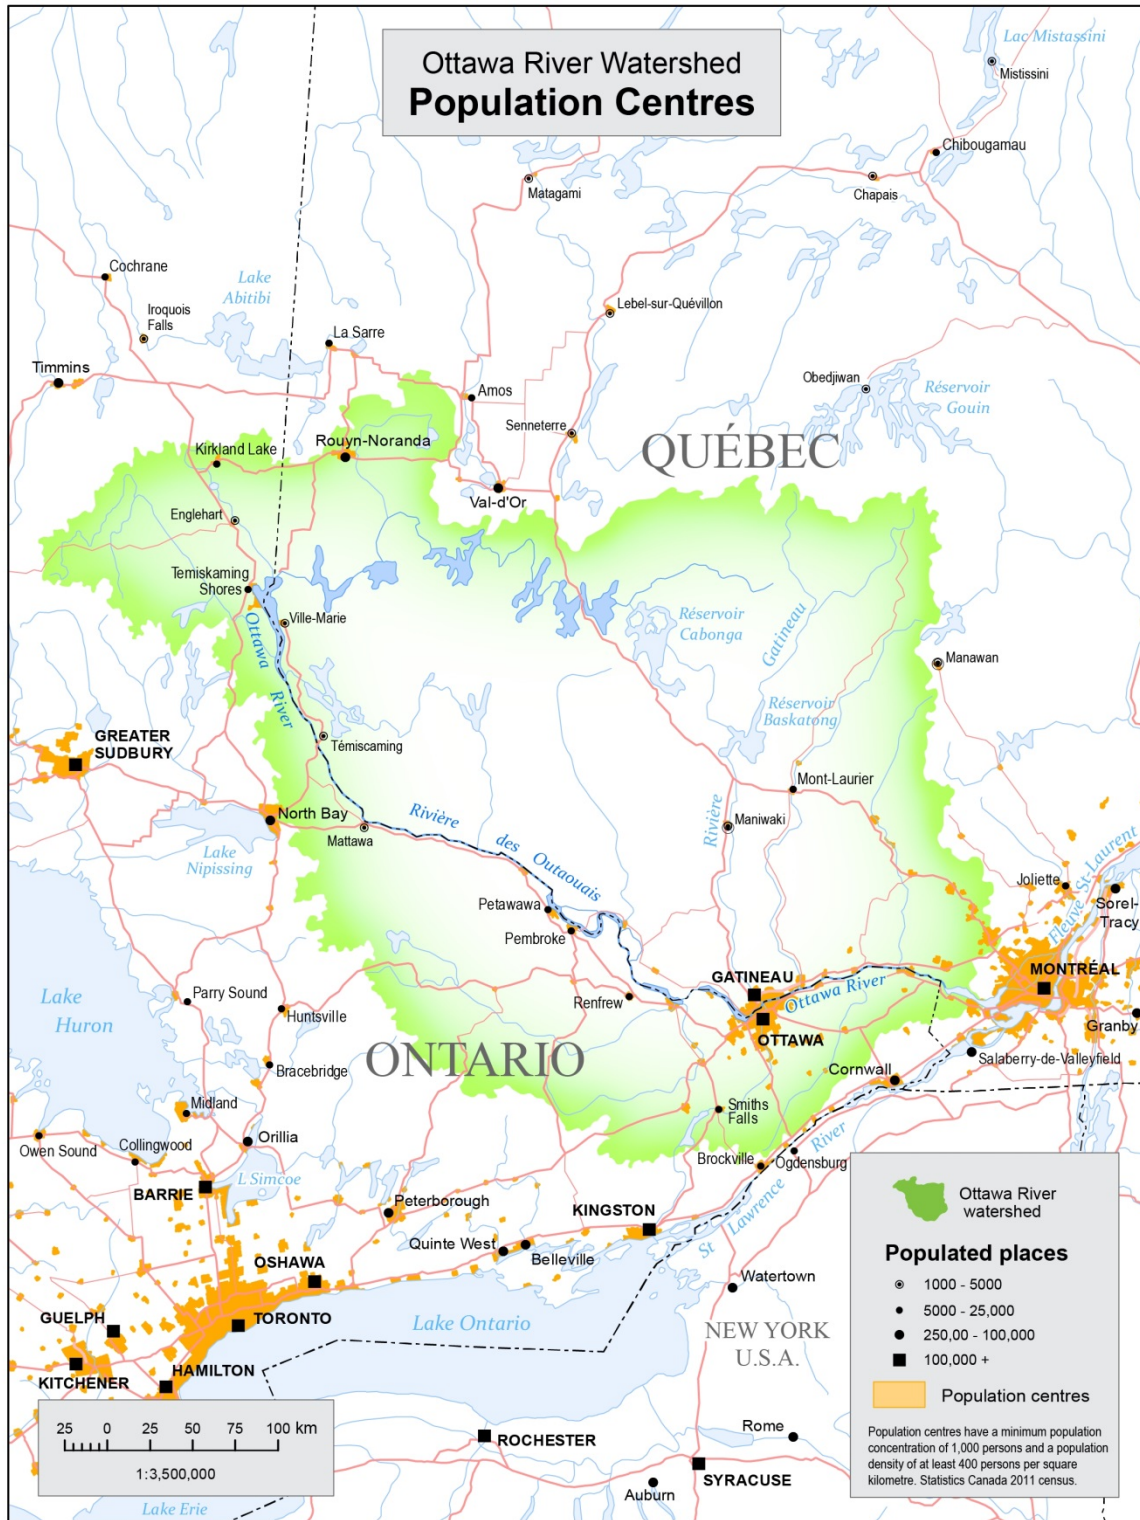 Ottawa River Watershed
Population Centres
Lac Mistassini
Mistissini
Chibougamau
Chapais
Matagami
Cochrane
Lake
Abitibi
Iroquois
Falls
Lebel-sur-Quévillon
La Sarre
Timmins
Amos
Obedjiwan
Réservoir
Gouin
Senneterre
Kirkland Lake
Rouyn-Noranda
QUÉBEC
Val-d'Or
Englehart
Temiskaming
Shores
Ville-Marie
Ottawa
River
Réservoir
Cabonga
Gatineau
Manawan
Réservoir
Baskatong
GREATER
SUDBURY
Témiscaming
Mont-Laurier
North Bay
Mattawa
Rivière
des
Outaouais
Rivière
Maniwaki
Lake
Nipissing
Joliette
Fleuve St-Laurent
Sorel-
Tracy
Petawawa
Pembroke
MONTRÉAL
GATINEAU
Ottawa River
Lake
Huron
Parry Sound
Huntsville
Renfrew
Granby
OTTAWA
ONTARIO
Salaberry-de-Valleyfield
Bracebridge
Cornwall
Midland
Smiths
Falls
Owen Sound
Collingwood
Orillia
River
Brockville
Ogdensburg
L Simcoe
BARRIE
Peterborough
KINGSTON
St Lawrence
Quinte West
Belleville
OSHAWA
Watertown
GUELPH
TORONTO
Lake Ontario
NEW YORK
U.S.A.
KITCHENER
HAMILTON
Rome
ROCHESTER
SYRACUSE
Auburn
Lake Erie
25 0 25 50 75 100 km
1:3,500,000
Ottawa River
watershed
Populated places
1000 - 5000
5000 - 25,000
250,00 - 100,000
100,000 +
Population centres
Population centres have a minimum population
concentration of 1,000 persons and a population
density of at least 400 persons per square
kilometre. Statistics Canada 2011 census.